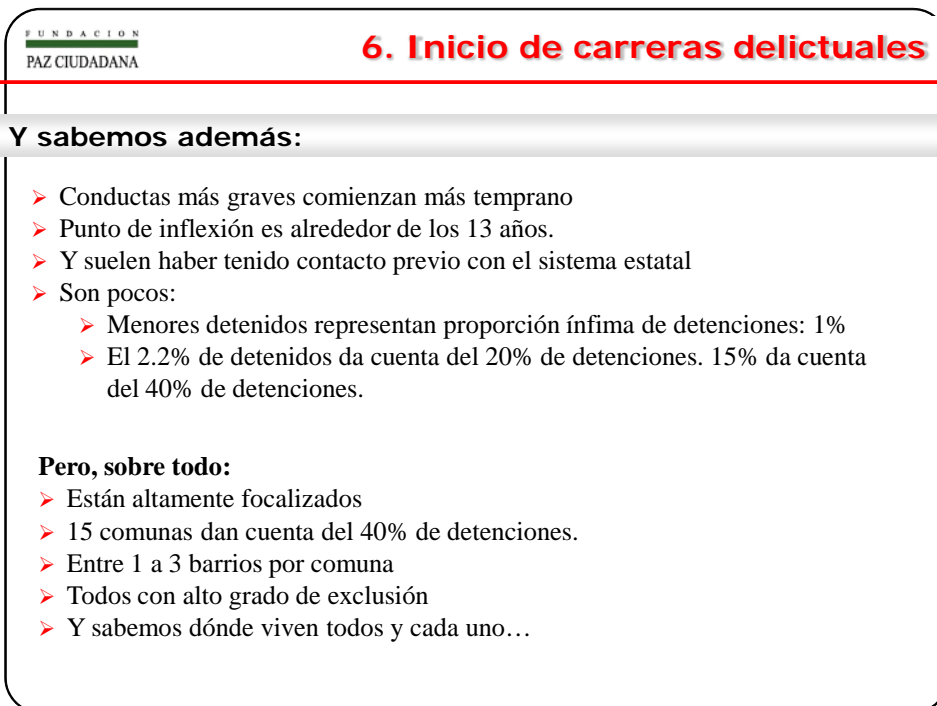 FUNDACION
PAZ CIUDADANA
6. Inicio de carreras delictuales
Y sabemos además:
➢ Conductas más graves comienzan más temprano
➢ Punto de inflexión es alrededor de los 13 años.
➢ Y suelen haber tenido contacto previo con el sistema estatal
➢ Son pocos:
➢ Menores detenidos representan proporción ínfima de detenciones: 1%
➢ El 2.2% de detenidos da cuenta del 20% de detenciones. 15% da cuenta
del 40% de detenciones.
Pero, sobre todo:
➢ Están altamente focalizados
➢ 15 comunas dan cuenta del 40% de detenciones.
➢ Entre 1 a 3 barrios por comuna
➢ Todos con alto grado de exclusión
➢ Y sabemos dónde viven todos y cada uno…